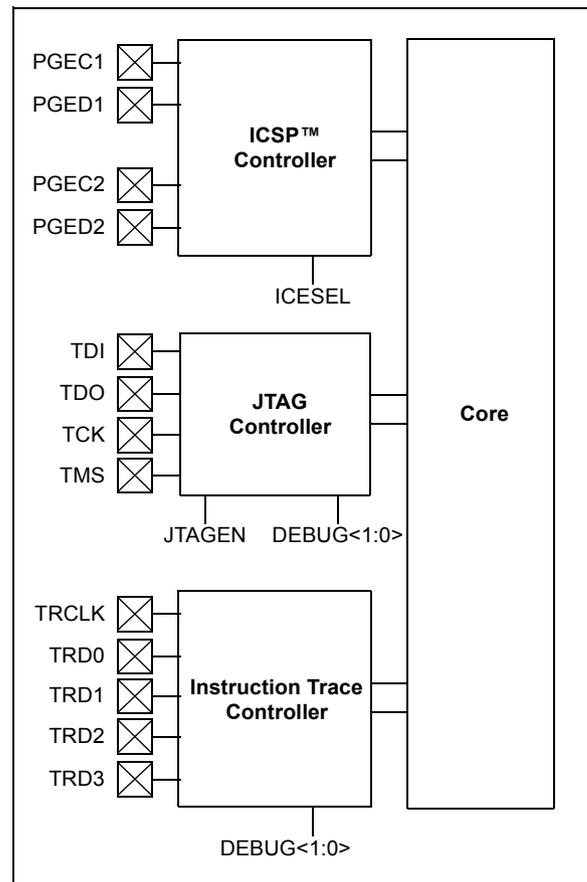 PGEC1
PGED1
PGEC2
PGED2
ICSP™
Controller
ICESEL
TDI
TDO
TCK
TMS
JTAG
Controller
JTAGEN
DEBUG<1:0>
Core
TRCLK
TRD0
TRD1
TRD2
TRD3
Instruction Trace
Controller
DEBUG<1:0>